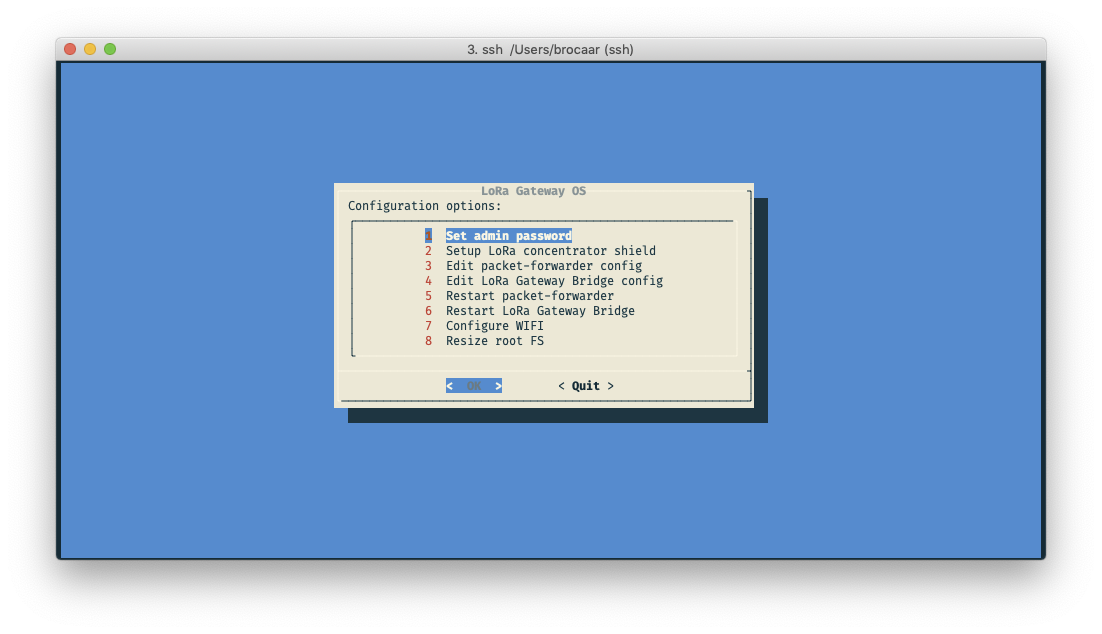 3. ssh /Users/brocaar (ssh)
LoRa Gateway OS
Configuration options:
1 Set admin password
2 Setup LoRa concentrator shield
3 Edit packet-forwarder config
4 Edit LoRa Gateway Bridge config
5 Restart packet-forwarder
6 Restart LoRa Gateway Bridge
7 Configure WIFI
8 Resize root FS
< OK > < Quit >